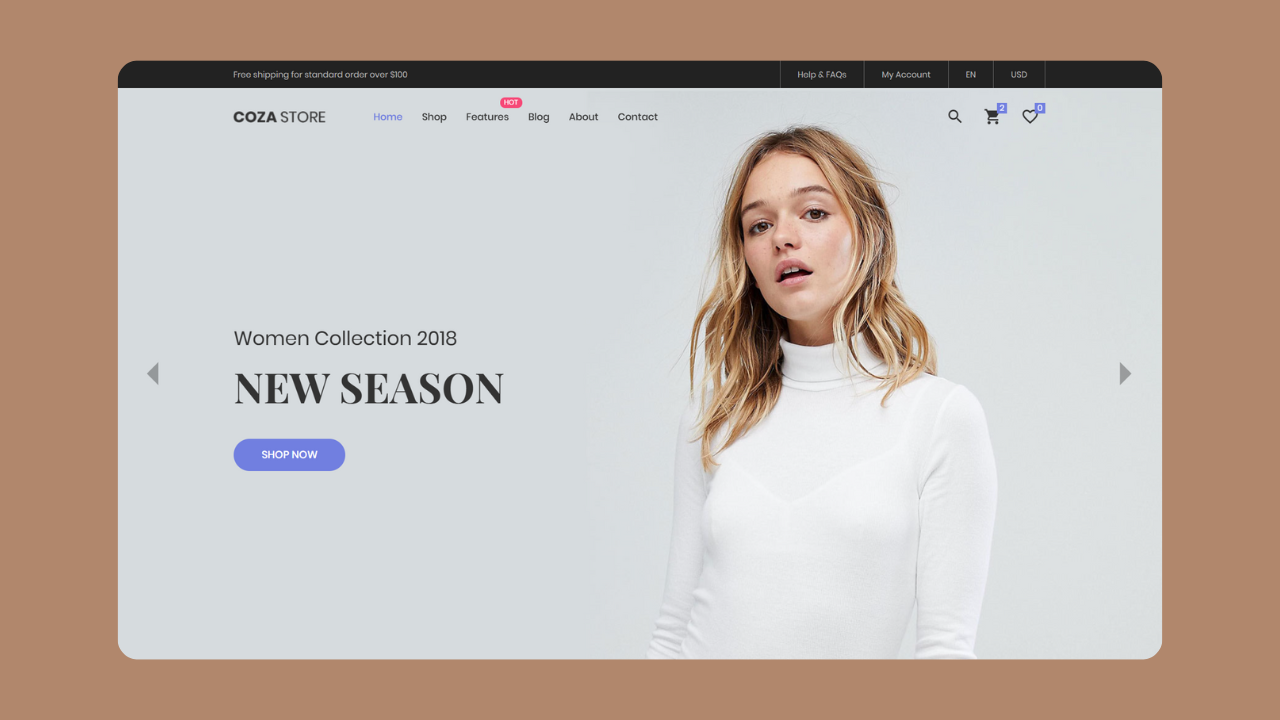 Free shipping for standard order over $100
Help & FAQs My Account EN USD
HOT
COZA STORE Home Shop Features Blog About Contact 2 0
Women Collection 2018
NEW SEASON
SHOP NOW